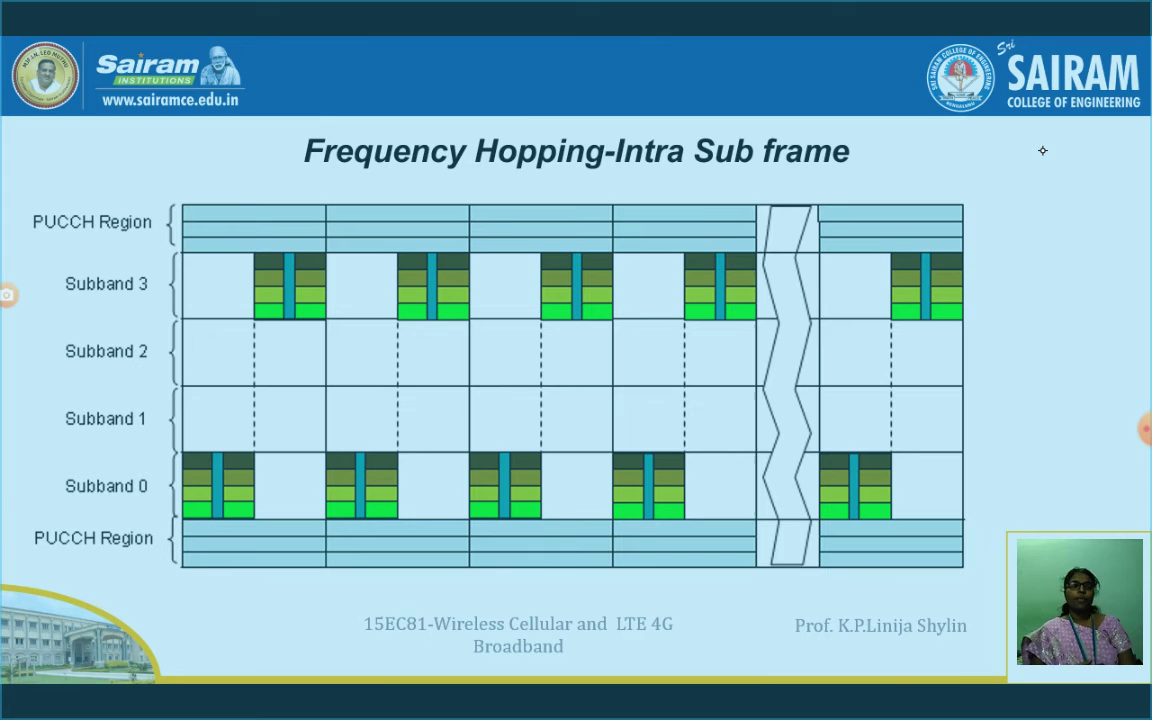 Sairam
INSTITUTIONS
www.sairamce.edu.in
Sri
SAIRAM
COLLEGE OF ENGINEERING
Frequency Hopping-Intra Sub frame
PUCCH Region
Subband 3
Subband 2
Subband 1
Subband 0
PUCCH Region
15EC81-Wireless Cellular and LTE 4G
Broadband
Prof. K.P.Linija Shylin